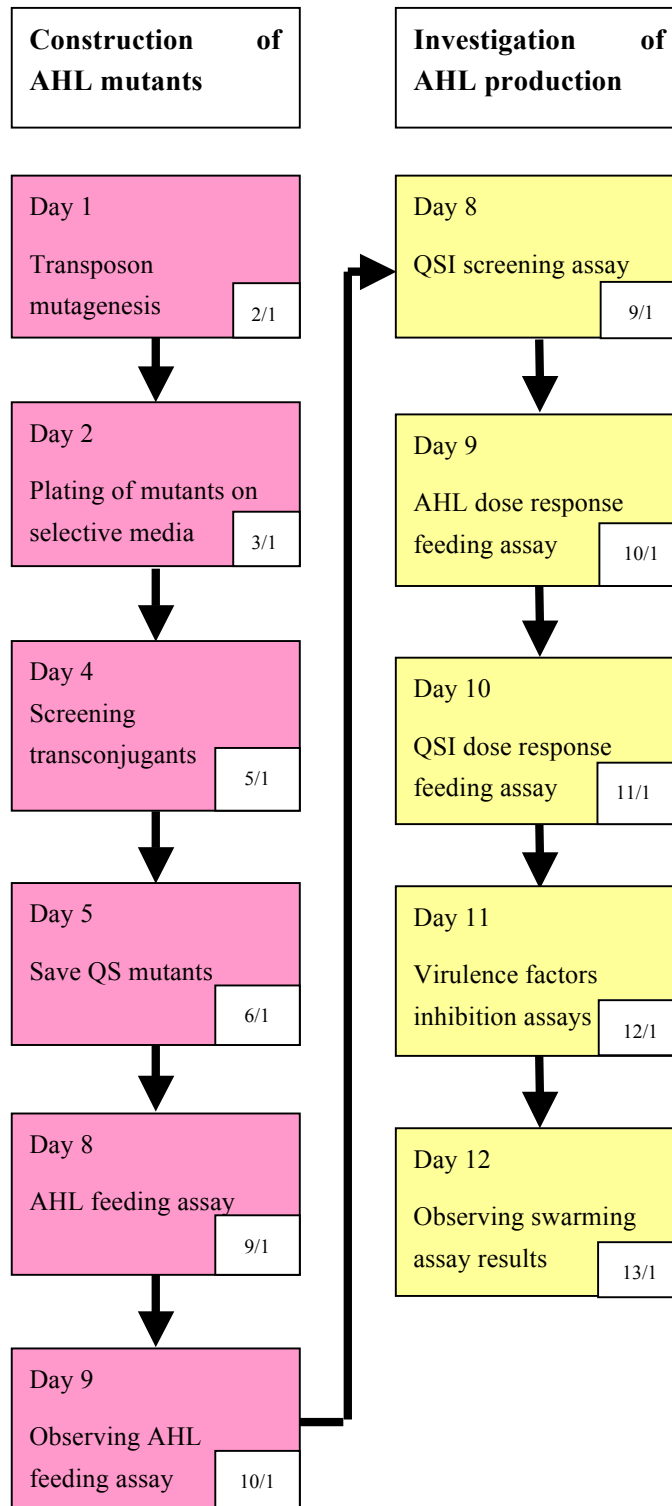 Construction of
AHL mutants
Day 1
Transposon
mutagenesis
2/1
Day 2
Plating of mutants on
selective media
3/1
Day 4
Screening
transconjugants
5/1
Day 5
Save QS mutants
6/1
Day 8
AHL feeding assay
9/1
Day 9
Observing AHL
feeding assay
10/1
Investigation of
AHL production
Day 8
QSI screening assay
9/1
Day 9
AHL dose response
feeding assay
10/1
Day 10
QSI dose response
feeding assay
11/1
Day 11
Virulence factors
inhibition assays
12/1
Day 12
Observing swarming
assay results
13/1